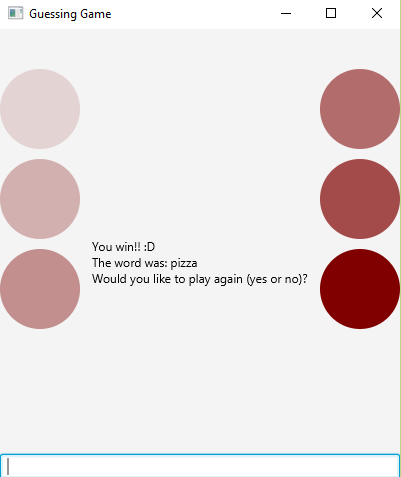 Guessing Game
You win!! :D
The word was: pizza
Would you like to play again (yes or no)?